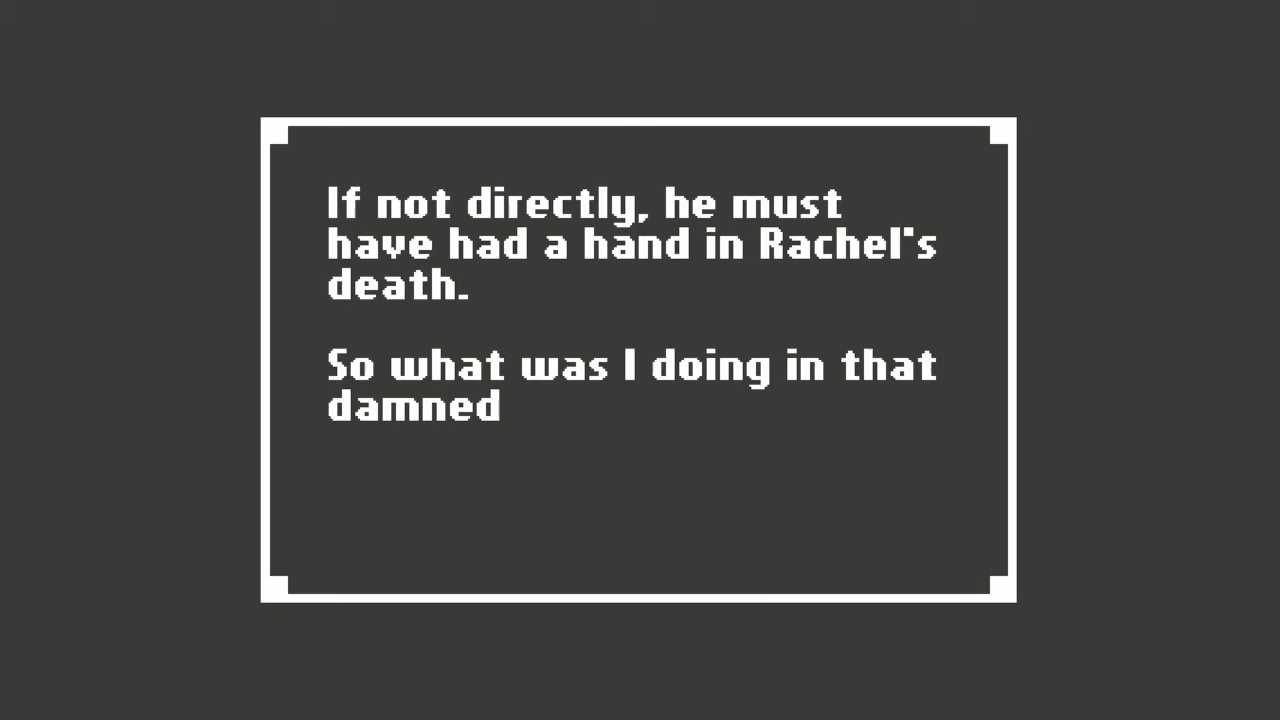 If not directly, he must
have had a hand in Rachel's
death.
So what was I doing in that
damned